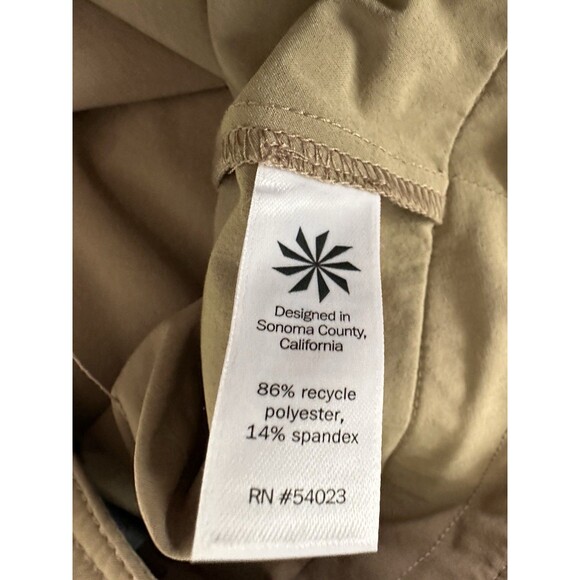 Designed in
Sonoma County,
California
86% recycle
polyester,
14% spandex
RN #54023